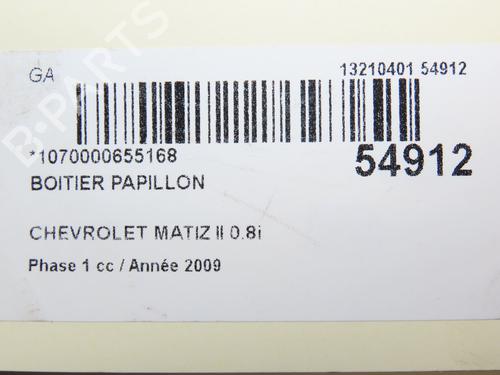 GA
13210401 54912
*1070000655168
54912
BOITIER PAPILLON
CHEVROLET MATIZ II 0.8i
Phase 1 cc / Année 2009
B-PARTS